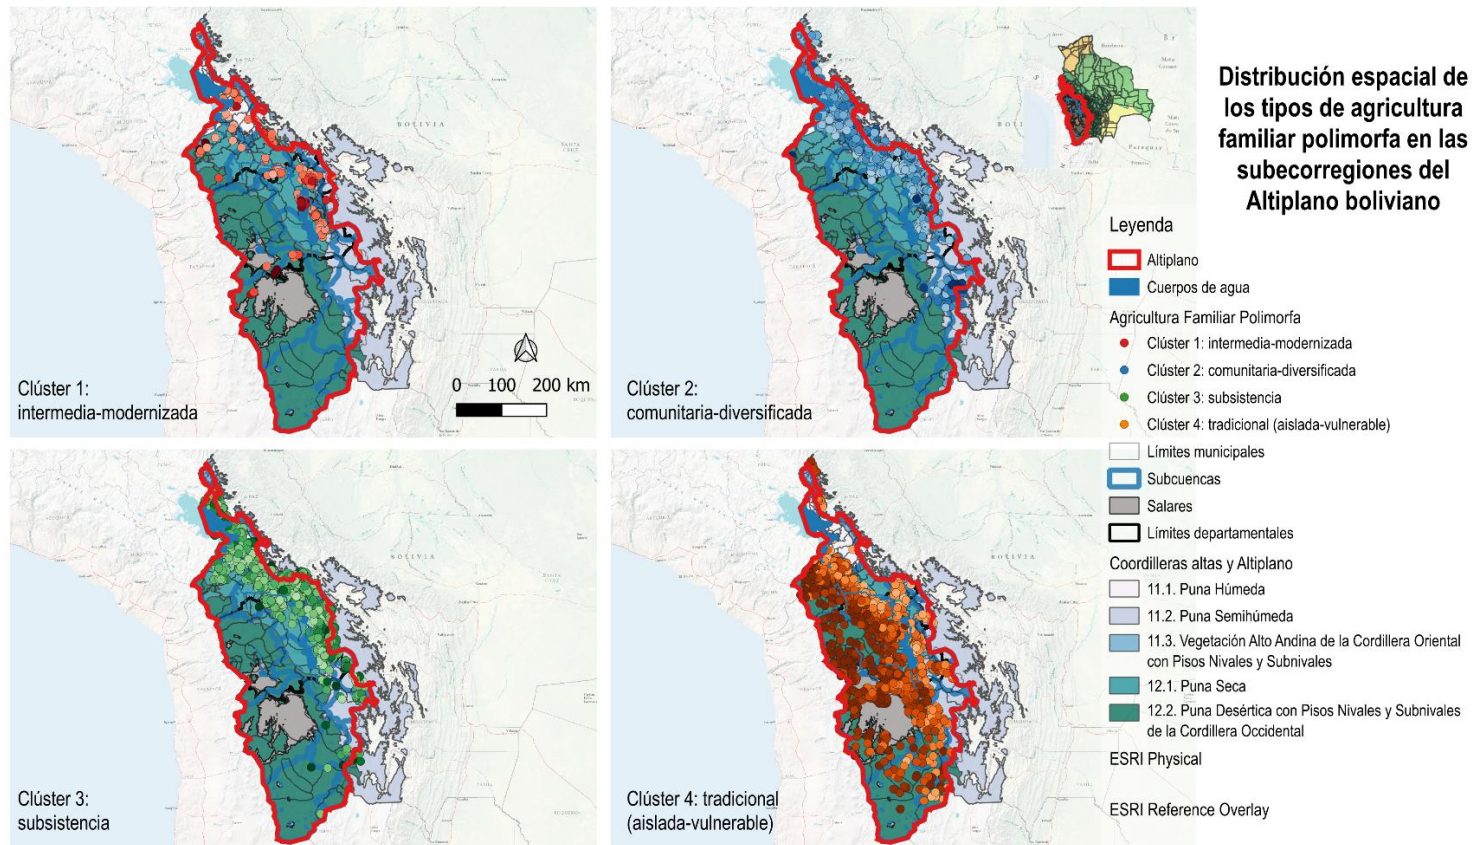 Distribución espacial de
los tipos de agricultura
familiar polimorfa en las
subecorregiones del
Altiplano boliviano
Leyenda
Altiplano
Cuerpos de agua
Agricultura Familiar Polimorfa
Clúster 1: intermedia-modernizada
Clúster 2: comunitaria-diversificada
Clúster 3: subsistencia
Clúster 4: tradicional (aislada-vulnerable)
Límites municipales
Subcuencas
Salares
Límites departamentales
Coordilleras altas y Altiplano
11.1. Puna Húmeda
11.2. Puna Semihúmeda
11.3. Vegetación Alto Andina de la Cordillera Oriental
con Pisos Nivales y Subnivales
12.1. Puna Seca
12.2. Puna Desértica con Pisos Nivales y Subnivales
de la Cordillera Occidental
ESRI Physical
ESRI Reference Overlay
BOLIVIA
Clúster 1:
intermedia-modernizada
0 100 200 km
Clúster 2:
comunitaria-diversificada
Paraguay
BOLIVIA
Clúster 3:
subsistencia
BOLIVIA
Clúster 4: tradicional
(aislada-vulnerable)